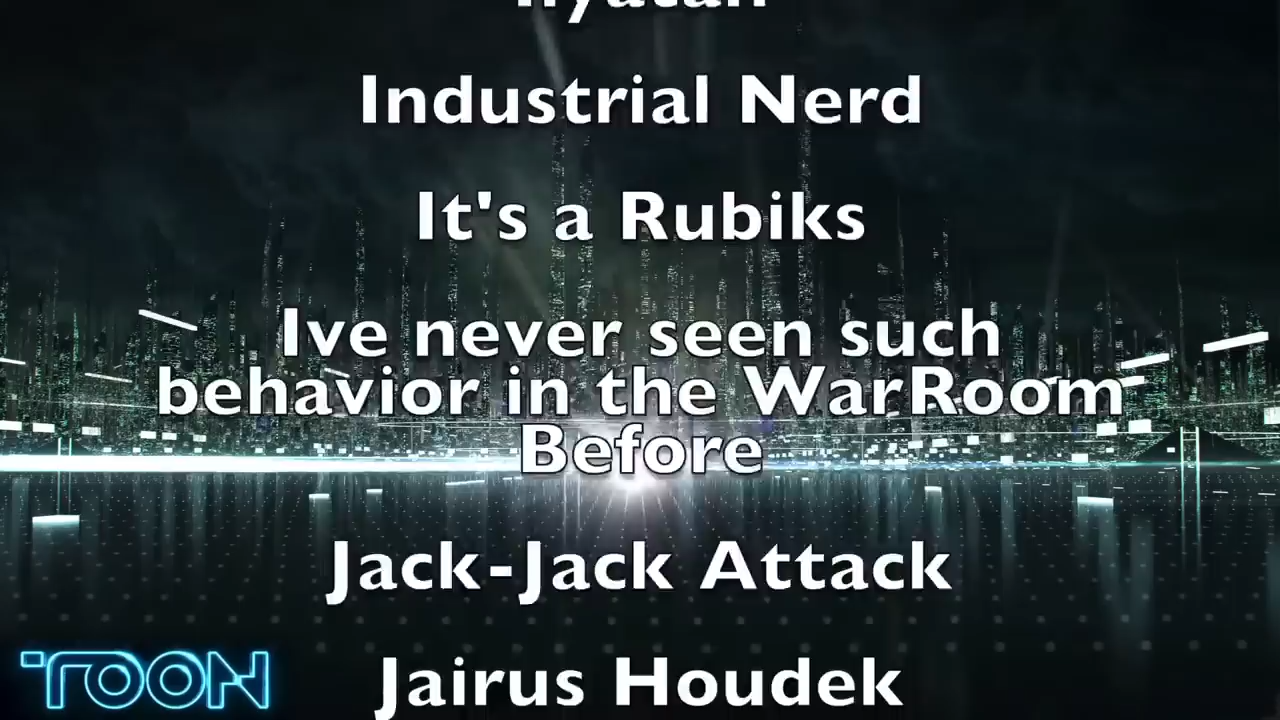 Industrial Nerd
It's a Rubiks
Ive never seen such
behavior in the WarRoom
Before
Jack-Jack Attack
TOON
Jairus Houdek